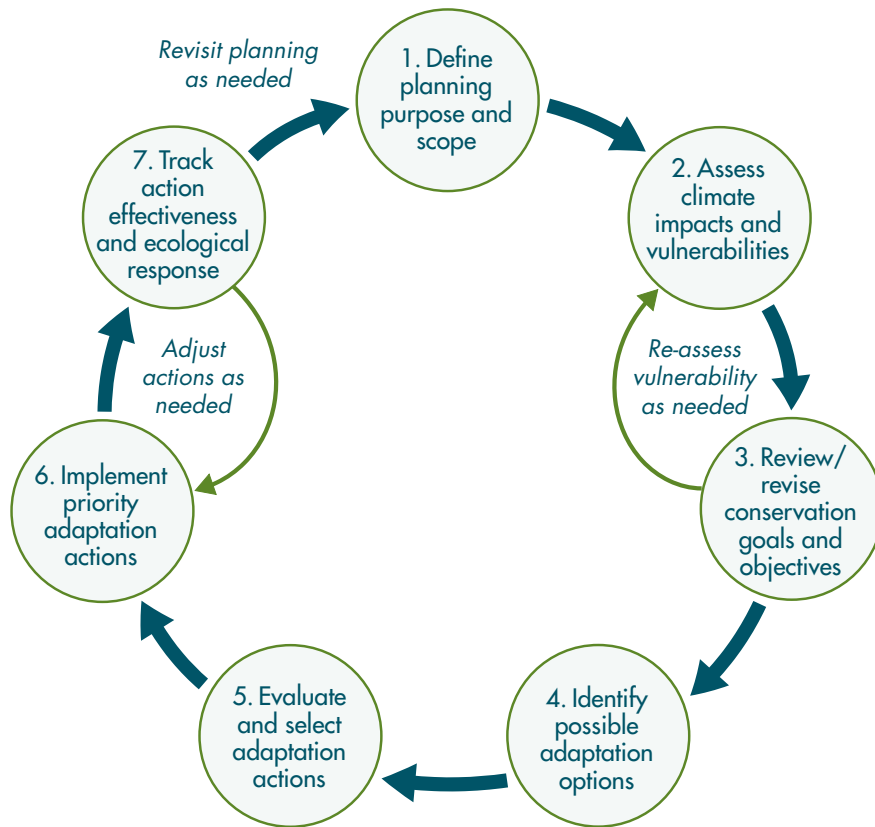 Revisit planning
as needed
1. Define
planning
purpose and
scope
2. Assess
climate
impacts and
vulnerabilities
Re-assess
vulnerability
as needed
3. Review/
revise
conservation
goals and
objectives
4. Identify
possible
adaptation
options
5. Evaluate
and select
adaptation
actions
6. Implement
priority
adaptation
actions
Adjust
actions as
needed
7. Track
action
effectiveness
and ecological
response